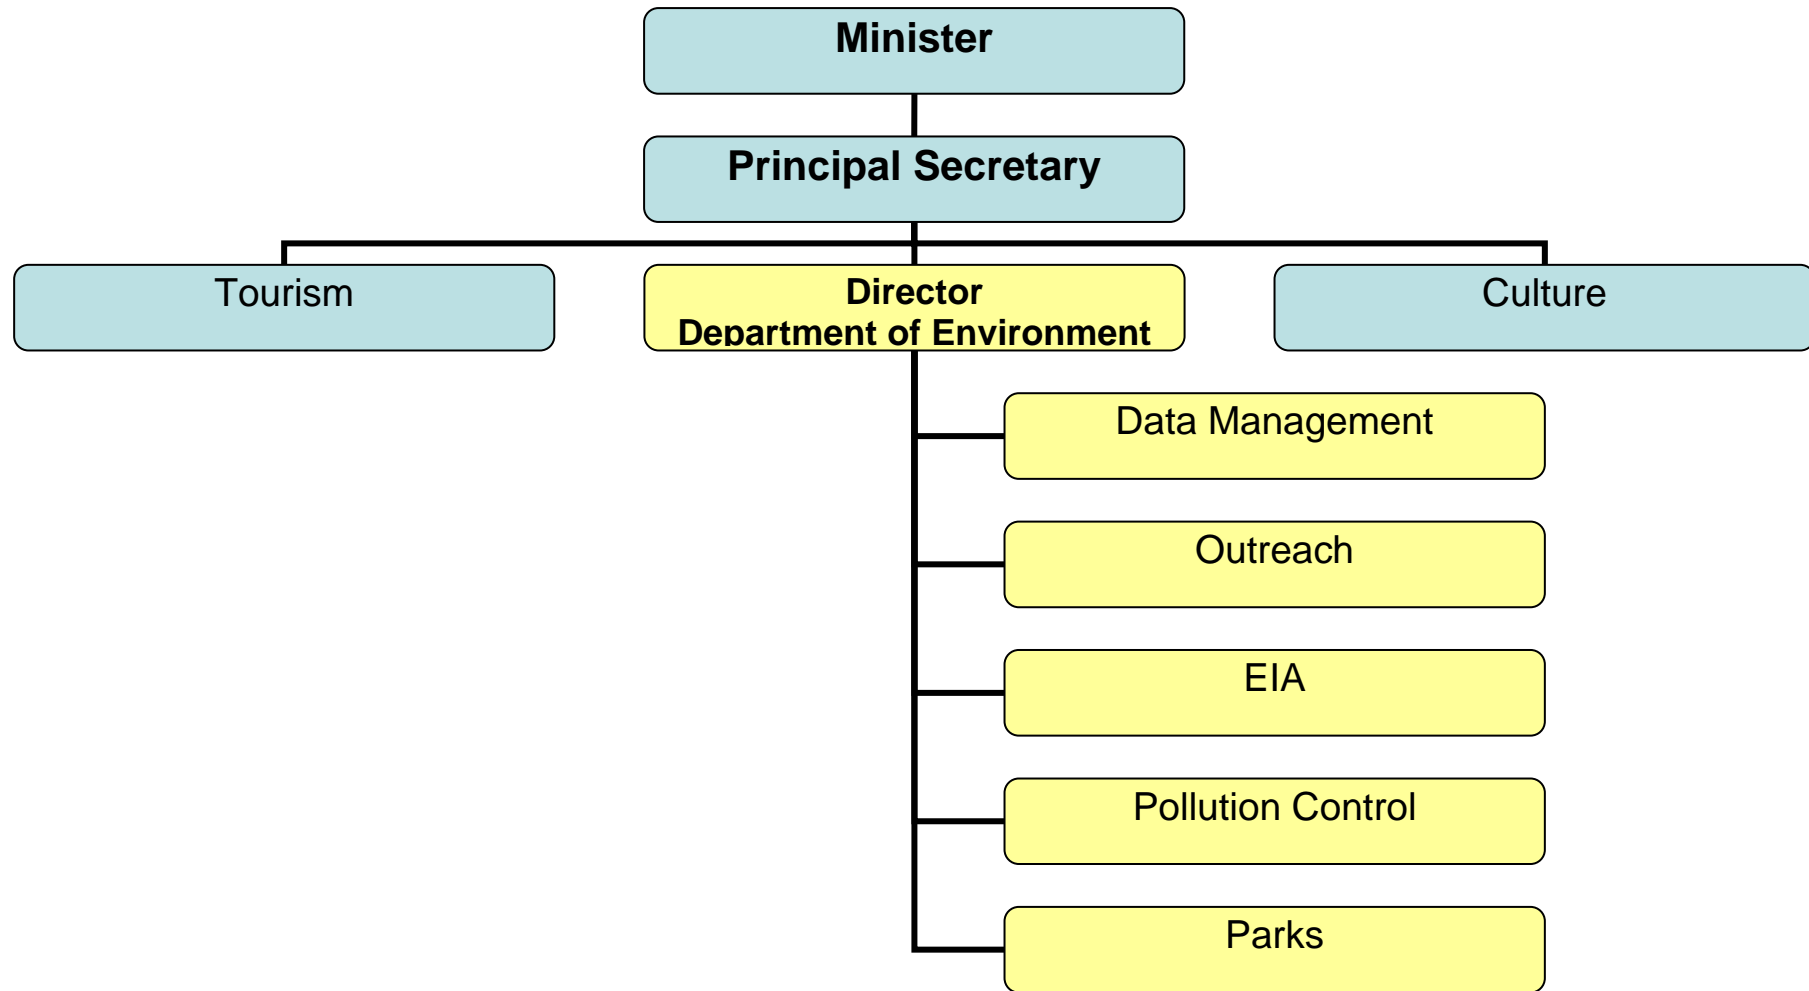 Minister
Principal Secretary
Tourism
Director
Department of Environment
Culture
Data Management
Outreach
EIA
Pollution Control
Parks